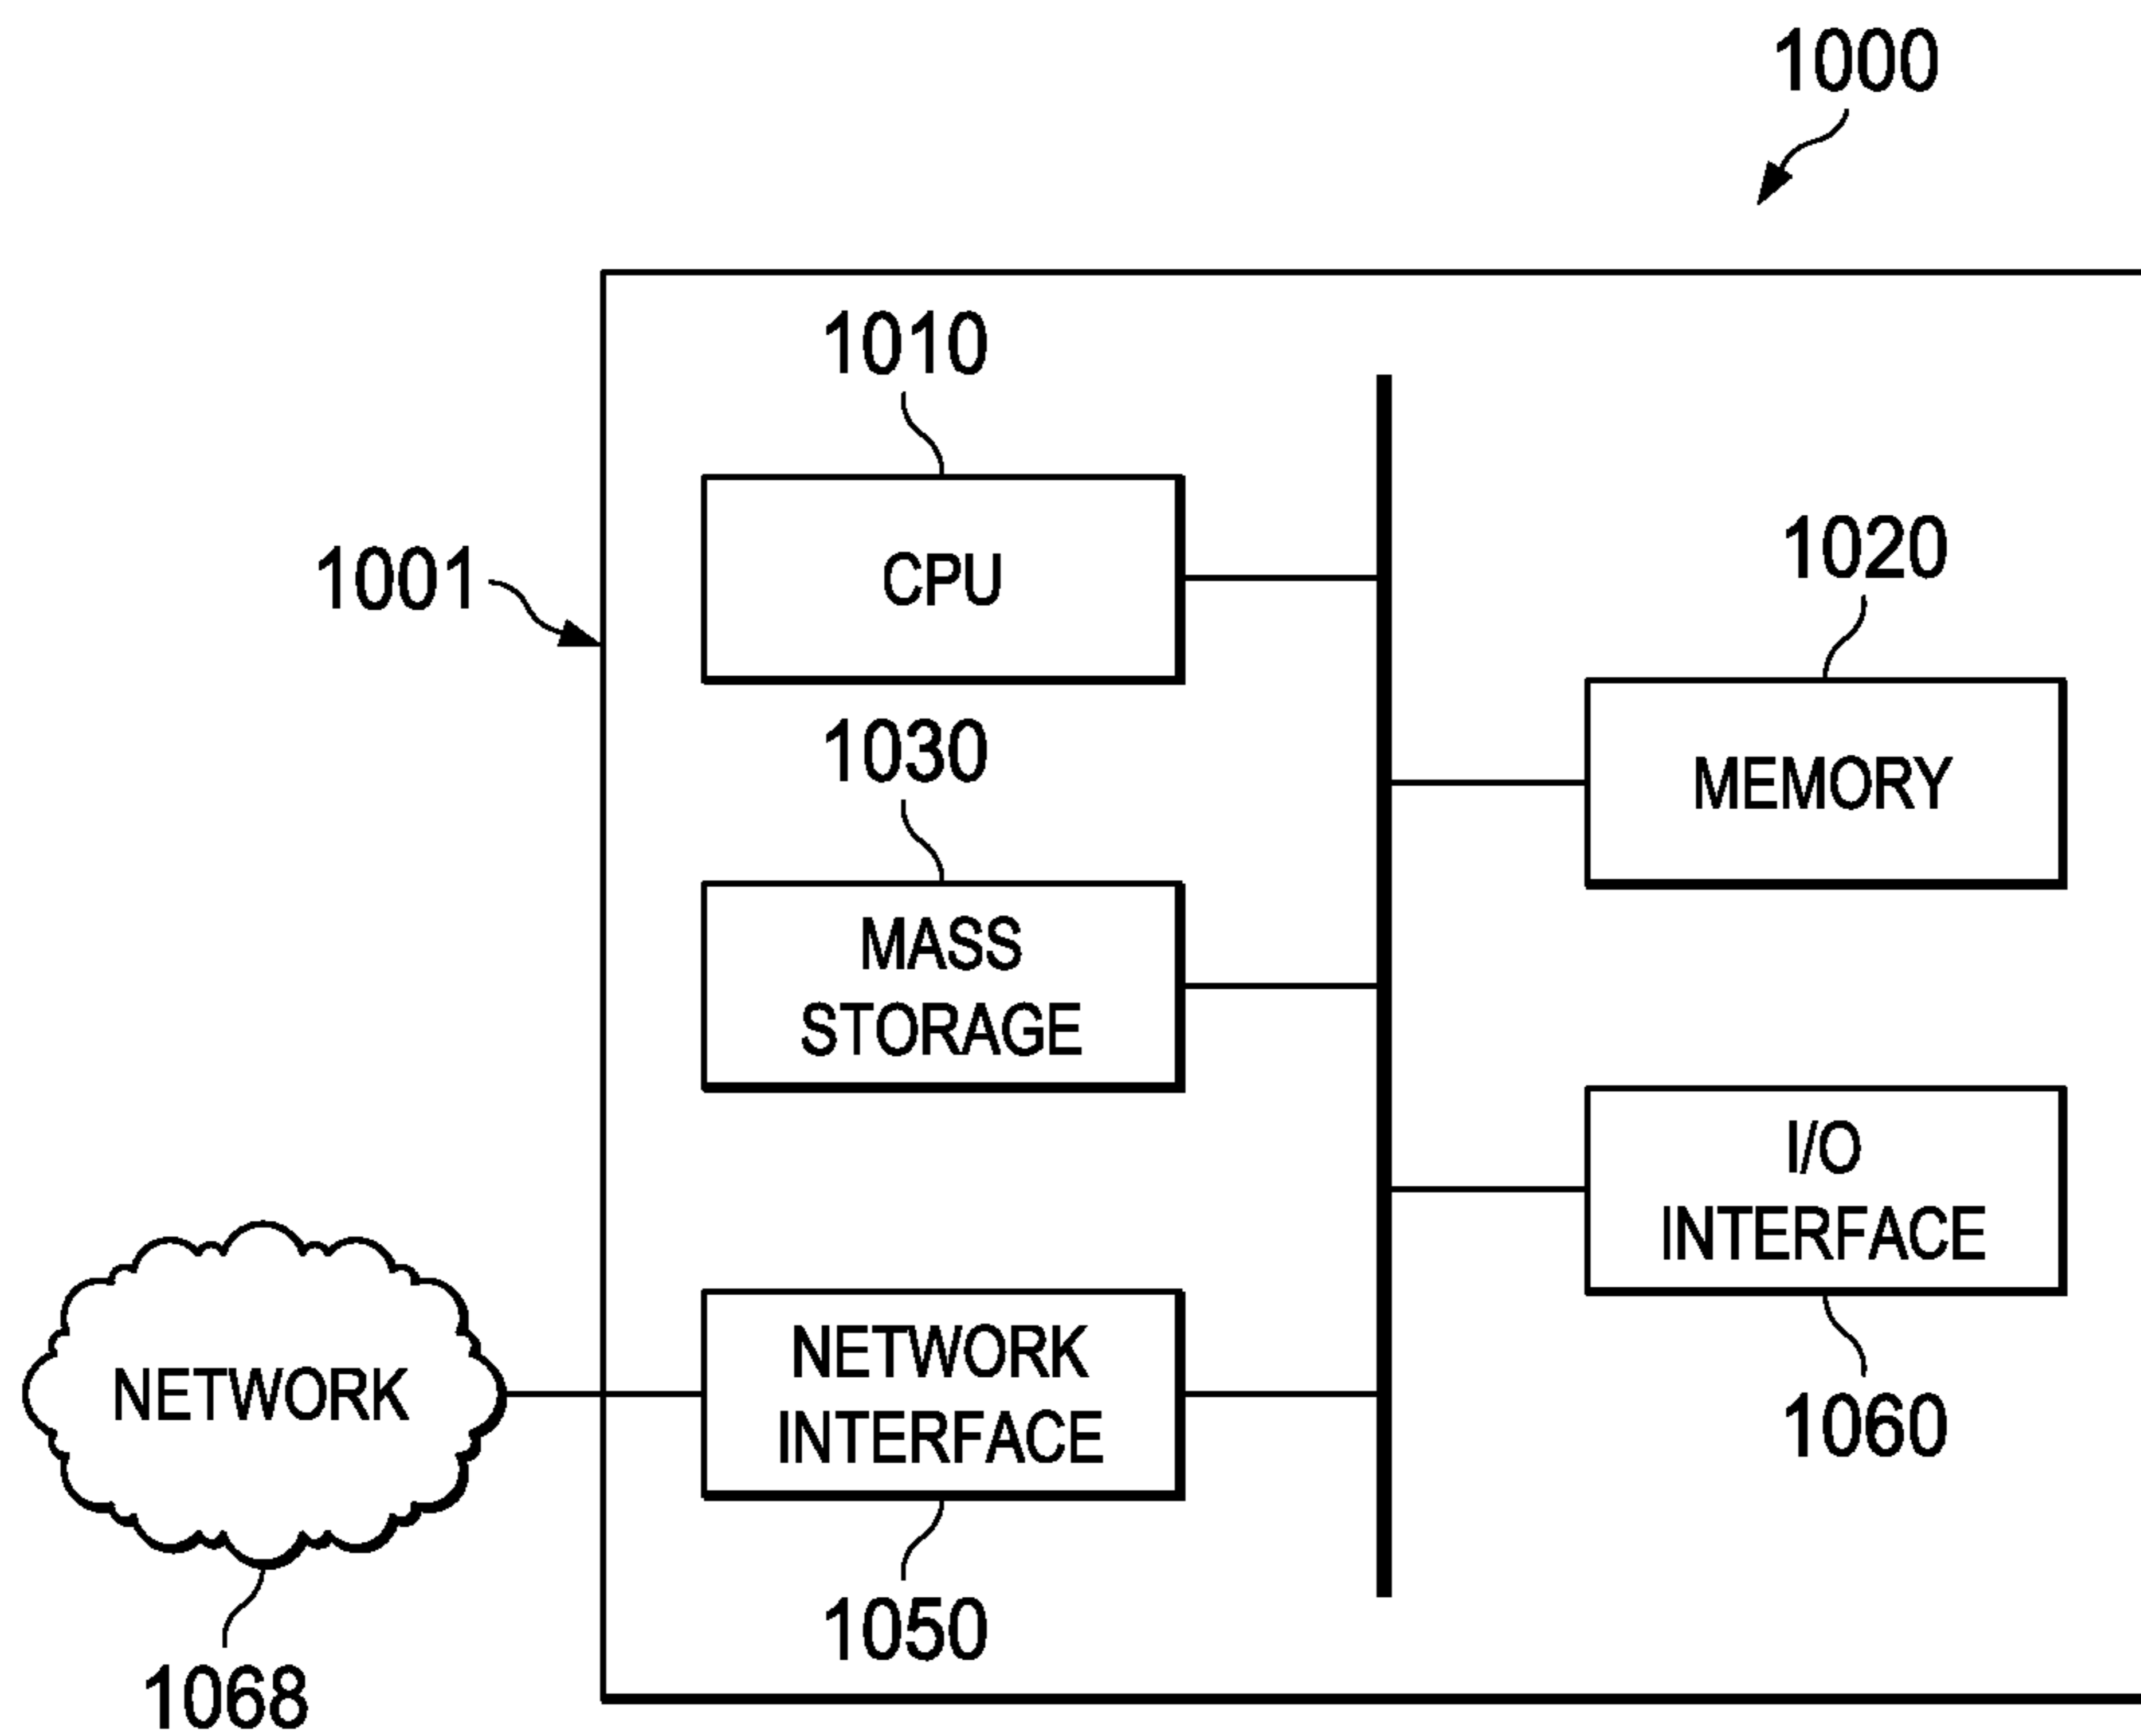 1000
1010
CPU
1001
1020
MEMORY
1030
MASS
STORAGE
I/O
INTERFACE
1060
NETWORK
INTERFACE
1050
NETWORK
1068